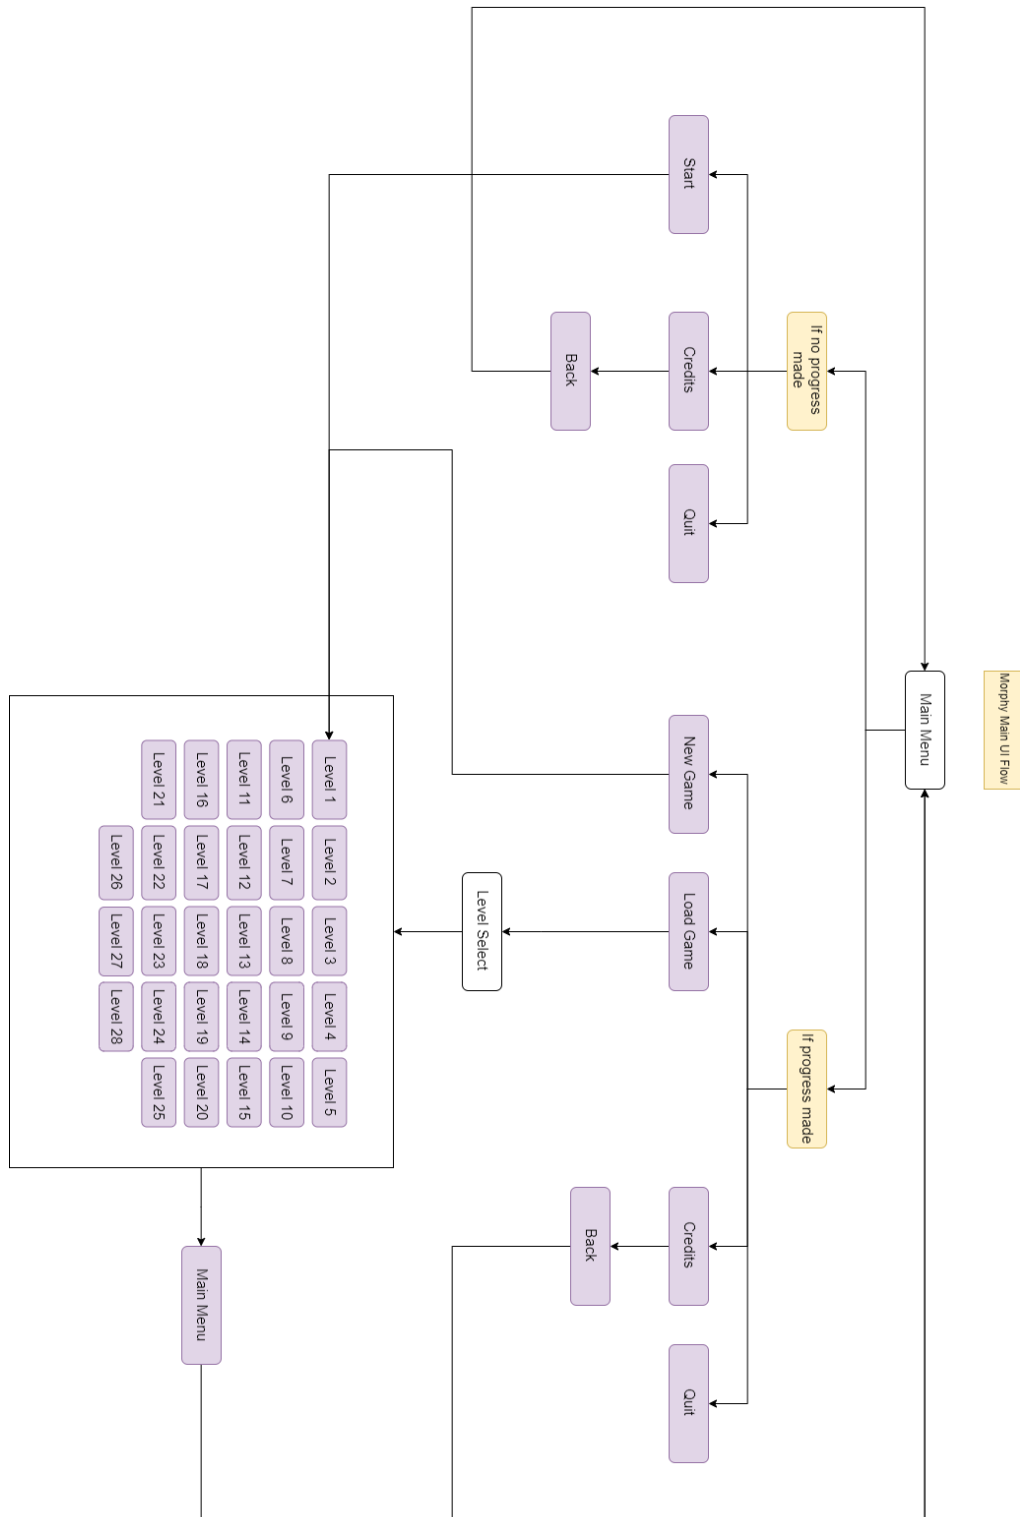 Morphy Main UI Flow
Main Menu
If no progress
made
If progress made
Start
Credits
Quit
New Game
Load Game
Credits
Quit
Back
Back
Level Select
Level 1
Level 2
Level 3
Level 4
Level 5
Level 6
Level 7
Level 8
Level 9
Level 10
Level 11
Level 12
Level 13
Level 14
Level 15
Level 16
Level 17
Level 18
Level 19
Level 20
Level 21
Level 22
Level 23
Level 24
Level 25
Level 26
Level 27
Level 28
Main Menu